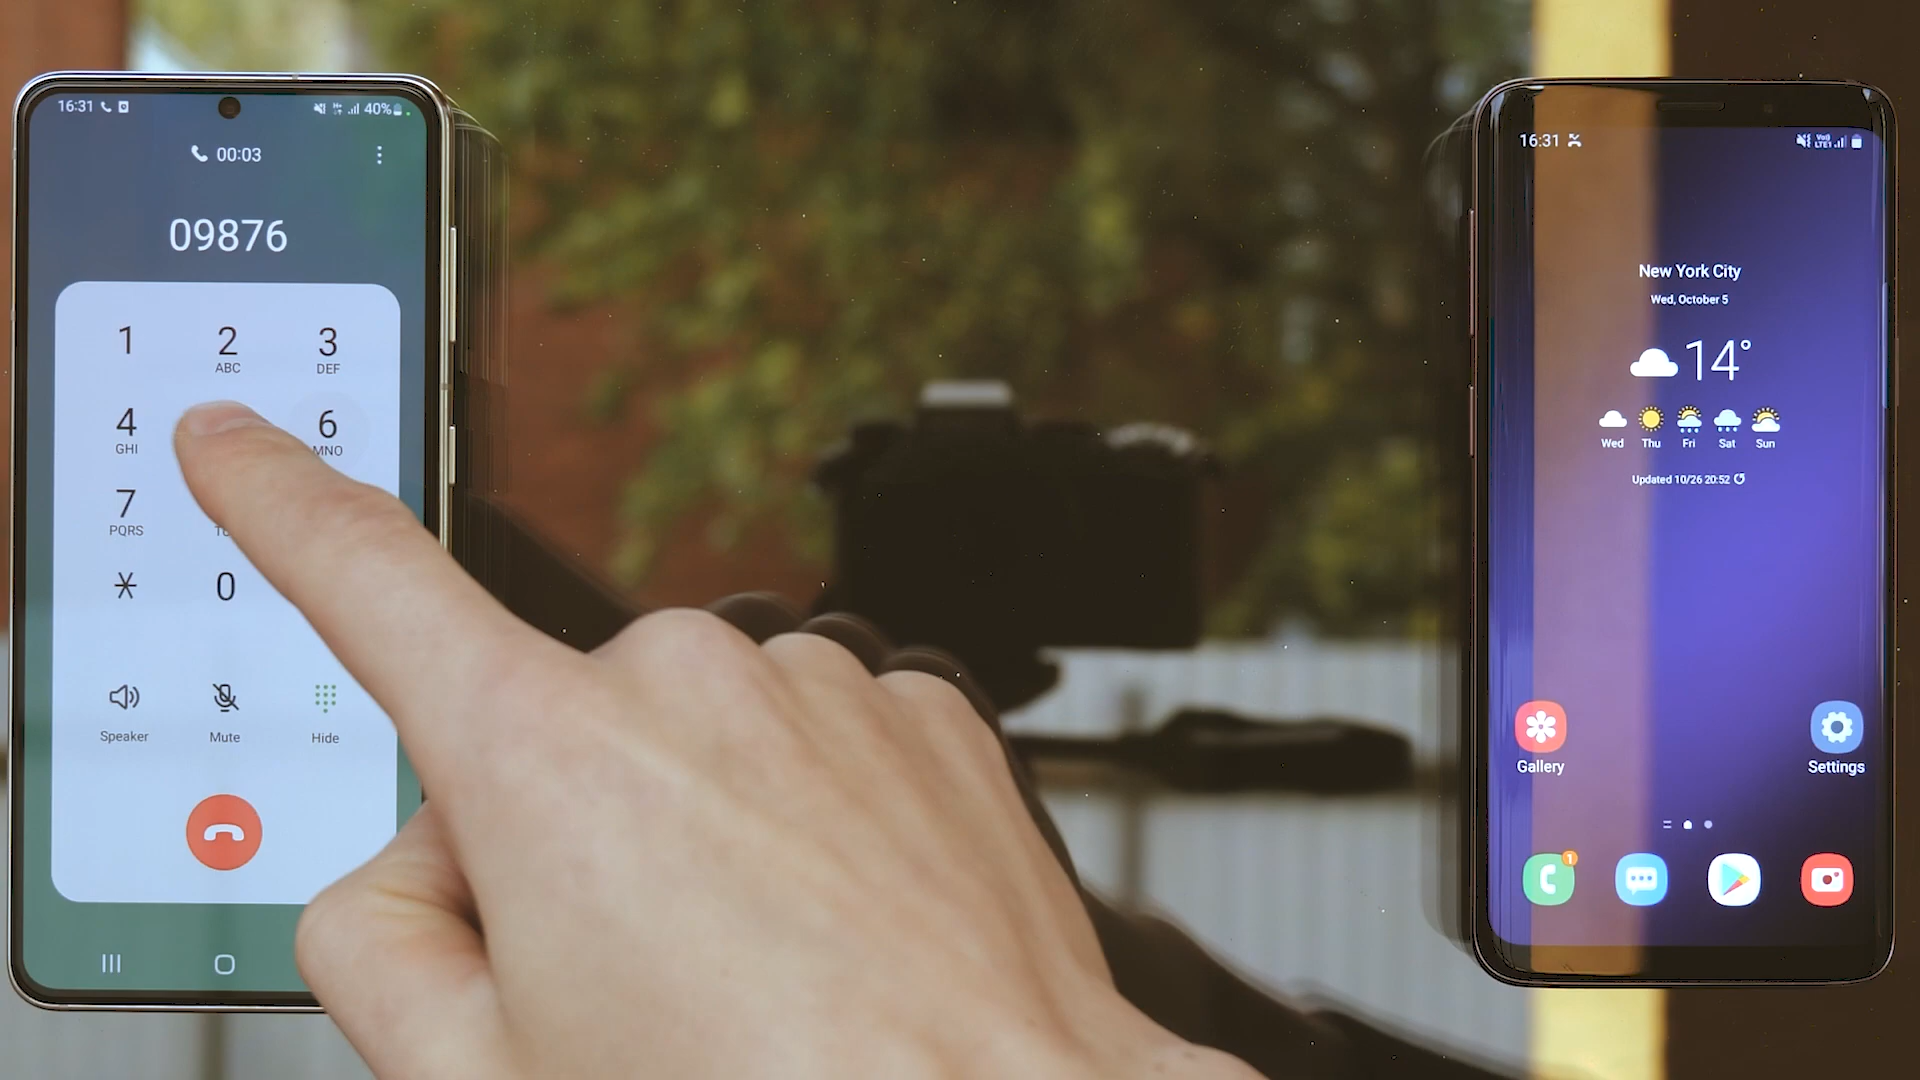 16:31
40%
00:03
09876
1
2
3
ABC
DEF
4
6
GHI
MNO
7
PQRS
0
Speaker
Mute
Hide
16:31
New York City
Wed, October 5
14°
Wed
Thu
Fri
Sat
Sun
Updated 10/26 20:52
Gallery
Settings
1